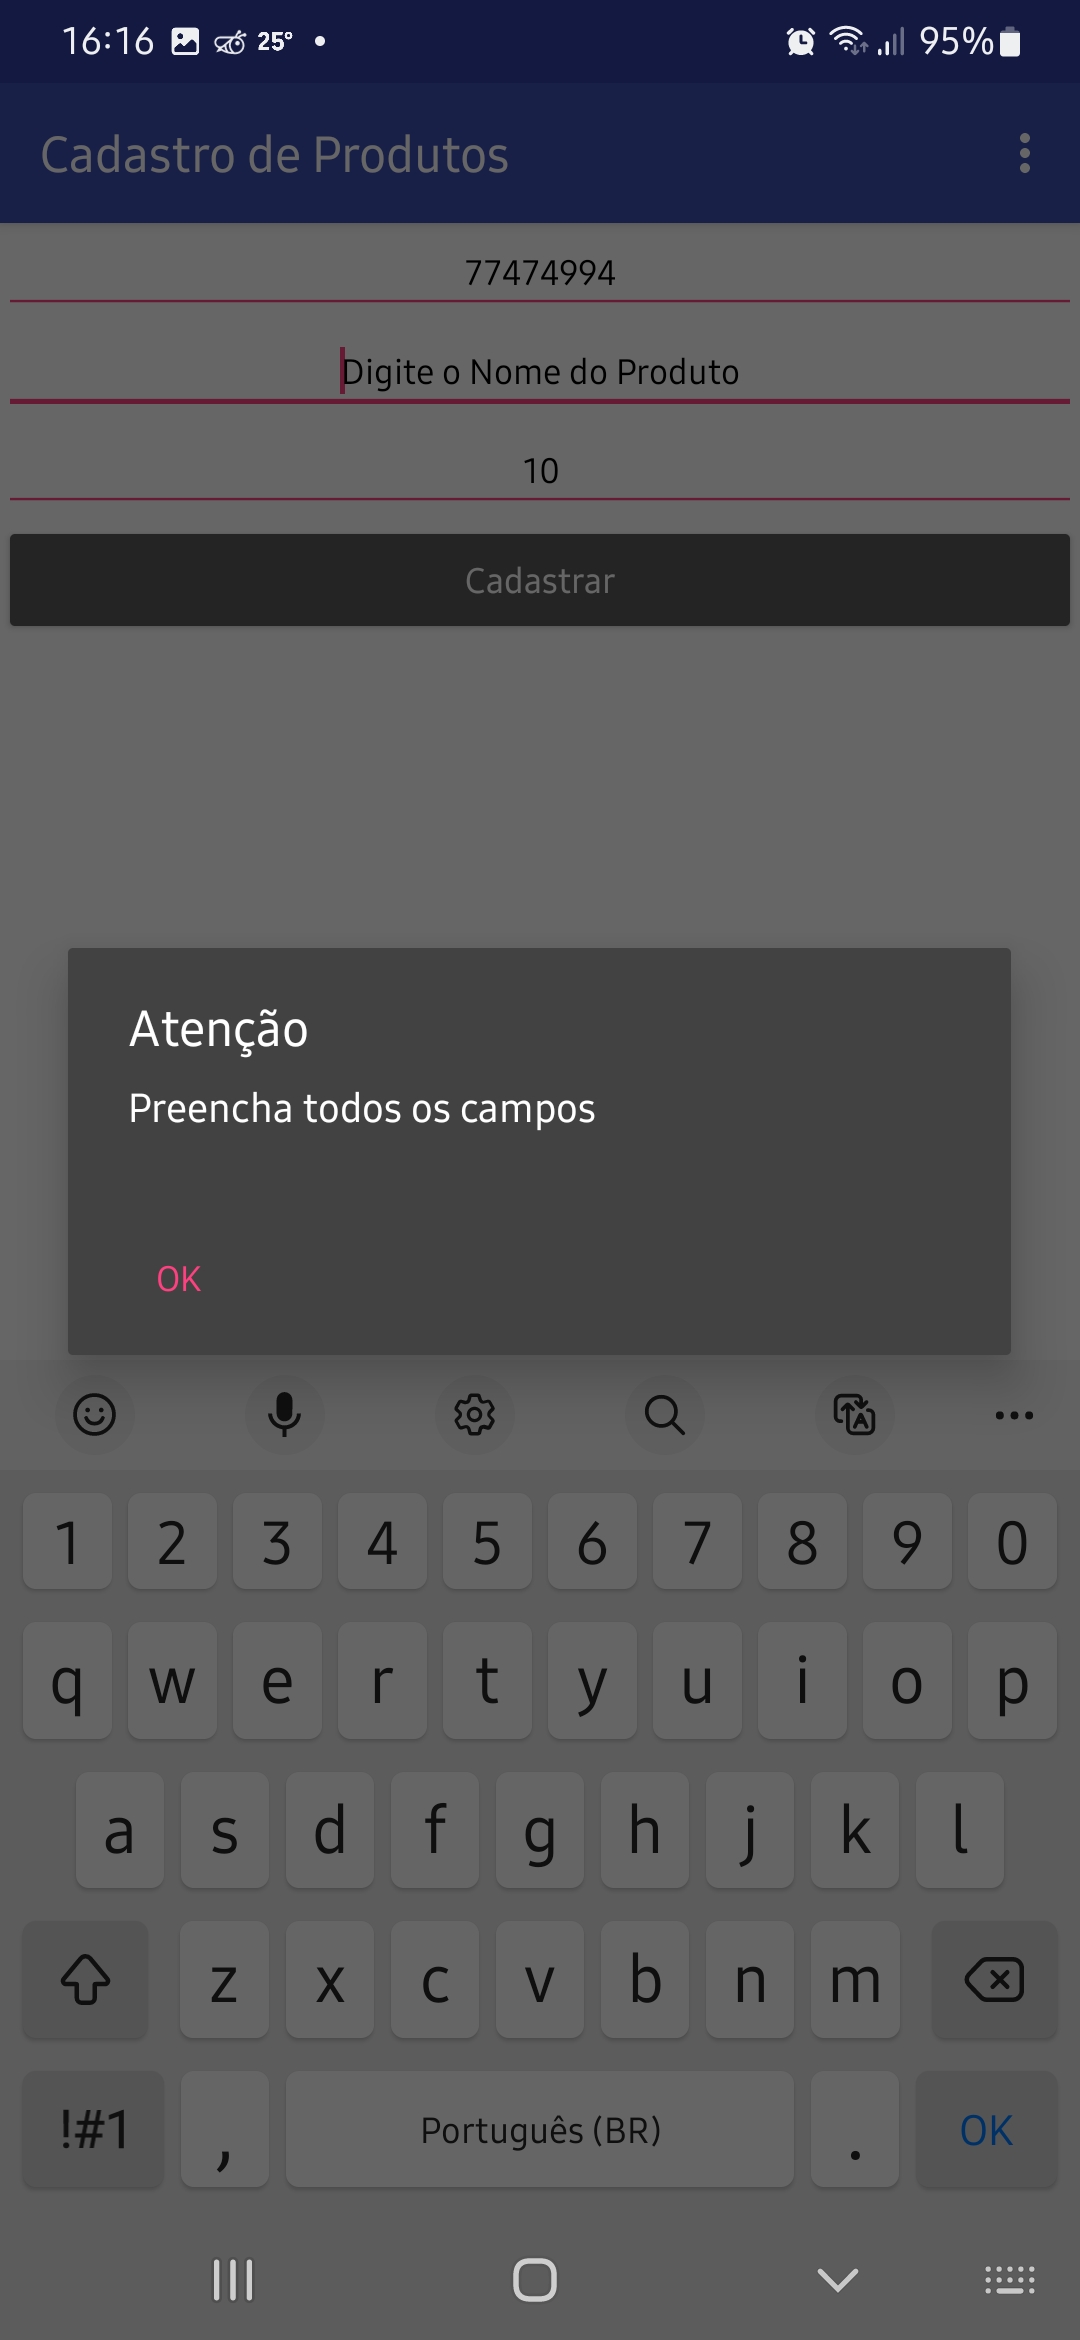 16:16 25° 95%
Cadastro de Produtos
77474994
Digite o Nome do Produto
10
Cadastrar
Atenção
Preencha todos os campos
OK
1 2 3 4 5 6 7 8 9 0
q w e r t y u i o p
a s d f g h j k l
z x c v b n m
!#1 , Português (BR) . OK